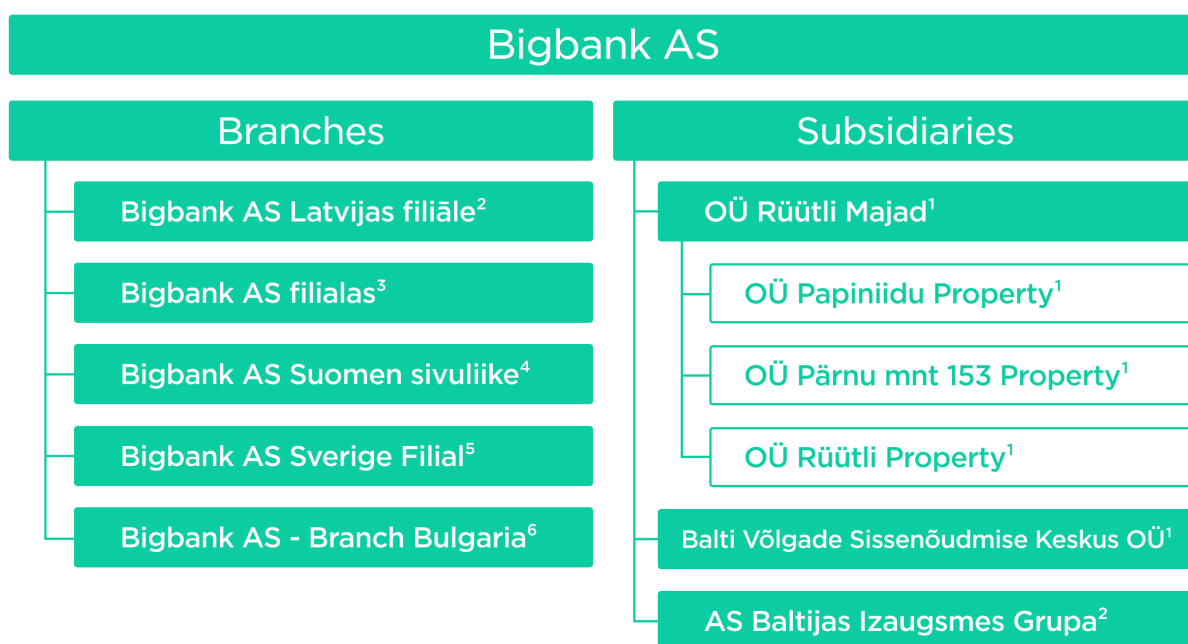 Bigbank AS
Branches
Bigbank AS Latvijas filiāle²
Bigbank AS filialas³
Bigbank AS Suomen sivuliike⁴
Bigbank AS Sverige Filial⁵
Bigbank AS - Branch Bulgaria⁶
Subsidiaries
OÜ Rüütli Majad¹
OÜ Papiniidu Property¹
OÜ Pärnu mnt 153 Property¹
OÜ Rüütli Property¹
Balti Võlgade Sissenõudmise Keskus OÜ¹
AS Baltijas Izaugsmes Grupa²